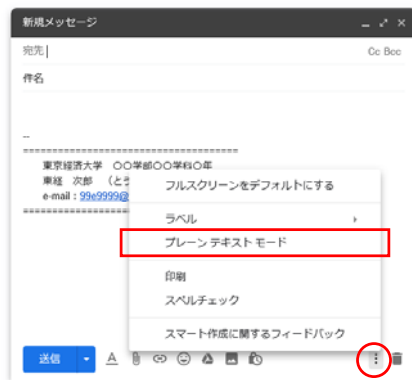 新規メッセージ
宛先
Cc Bcc
件名
--
=====================================
東京経済大学　〇〇学部〇〇学科〇年
東経　次郎　（とう
e-mail：99e9999@
フルスクリーンをデフォルトにする
ラベル
プレーン テキスト モード
印刷
スペルチェック
スマート作成に関するフィードバック
送信